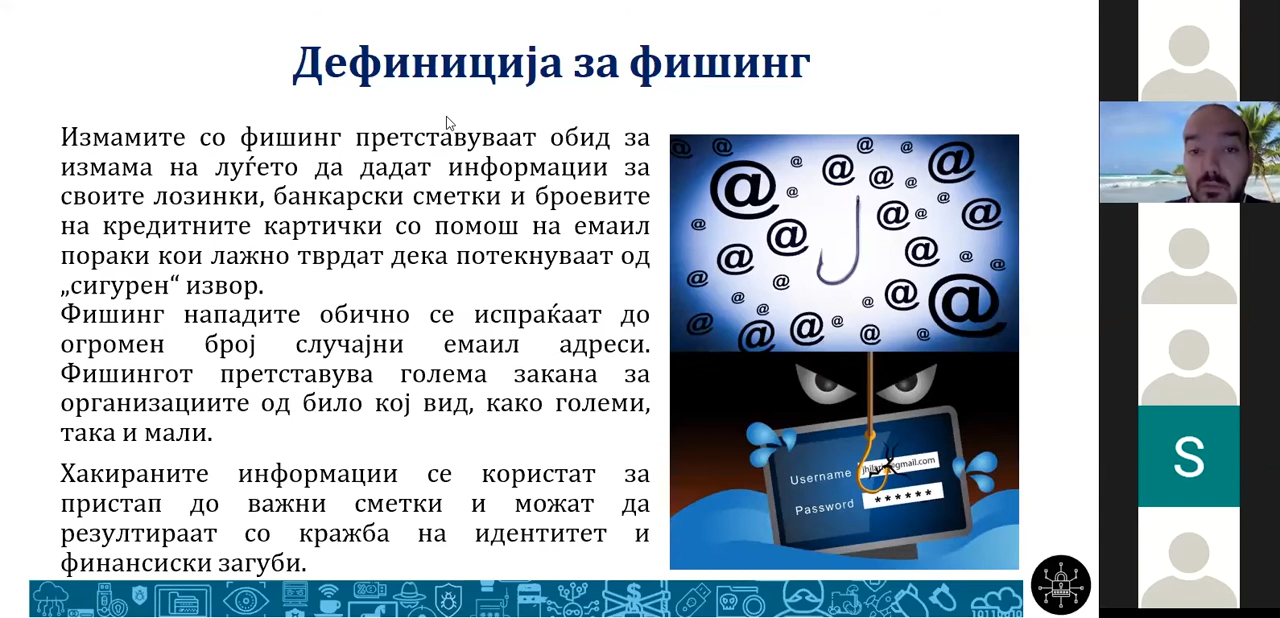 Дефиниција за фишинг
Измамите со фишинг претставуваат обид за
измама на луѓето да дадат информации за
своите лозинки, банкарски сметки и броевите
на кредитните картички со помош на емаил
пораки кои лажно тврдат дека потекнуваат од
„сигурен“ извор.
Фишинг нападите обично се испраќаат до
огромен број случајни емаил адреси.
Фишингот претставува голема закана за
организациите од било кој вид, како големи,
така и мали.
Хакираните информации се користат за
пристап до важни сметки и можат да
резултираат со кражба на идентитет и
финансиски загуби.
Username
@gmail.com
Password ******
S